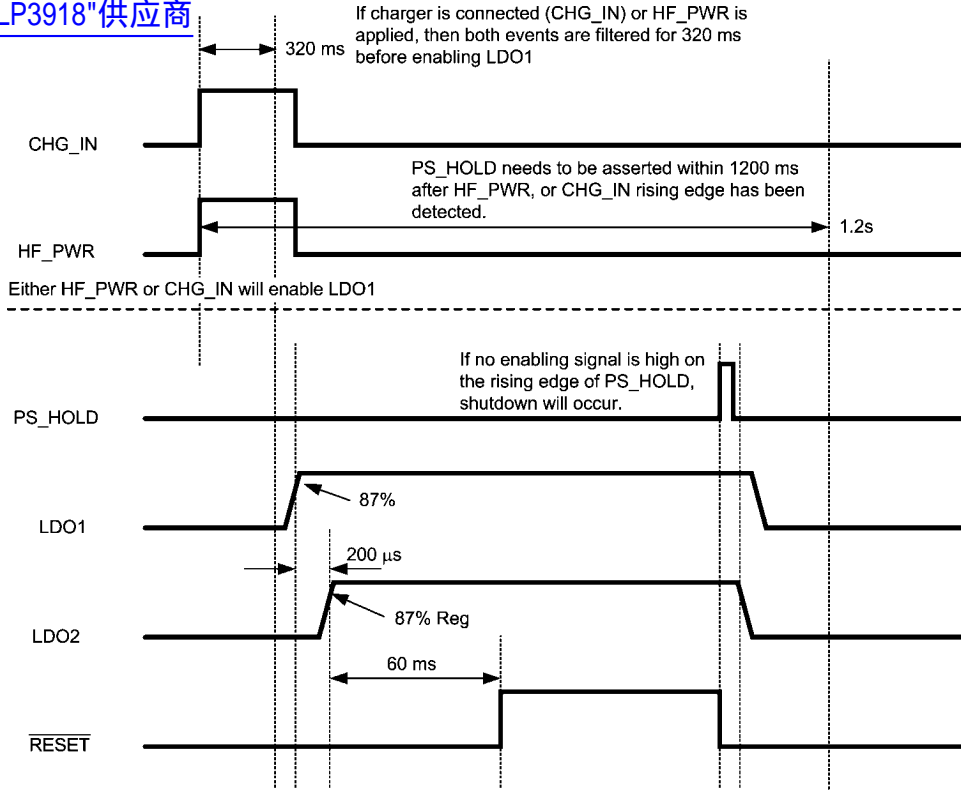 LP3918"供应商
If charger is connected (CHG_IN) or HF_PWR is
applied, then both events are filtered for 320 ms
before enabling LDO1
320 ms
CHG_IN
PS_HOLD needs to be asserted within 1200 ms
after HF_PWR, or CHG_IN rising edge has been
detected.
1.2s
HF_PWR
Either HF_PWR or CHG_IN will enable LDO1
If no enabling signal is high on
the rising edge of PS_HOLD,
shutdown will occur.
PS_HOLD
87%
LDO1
200 µs
87% Reg
LDO2
60 ms
RESET